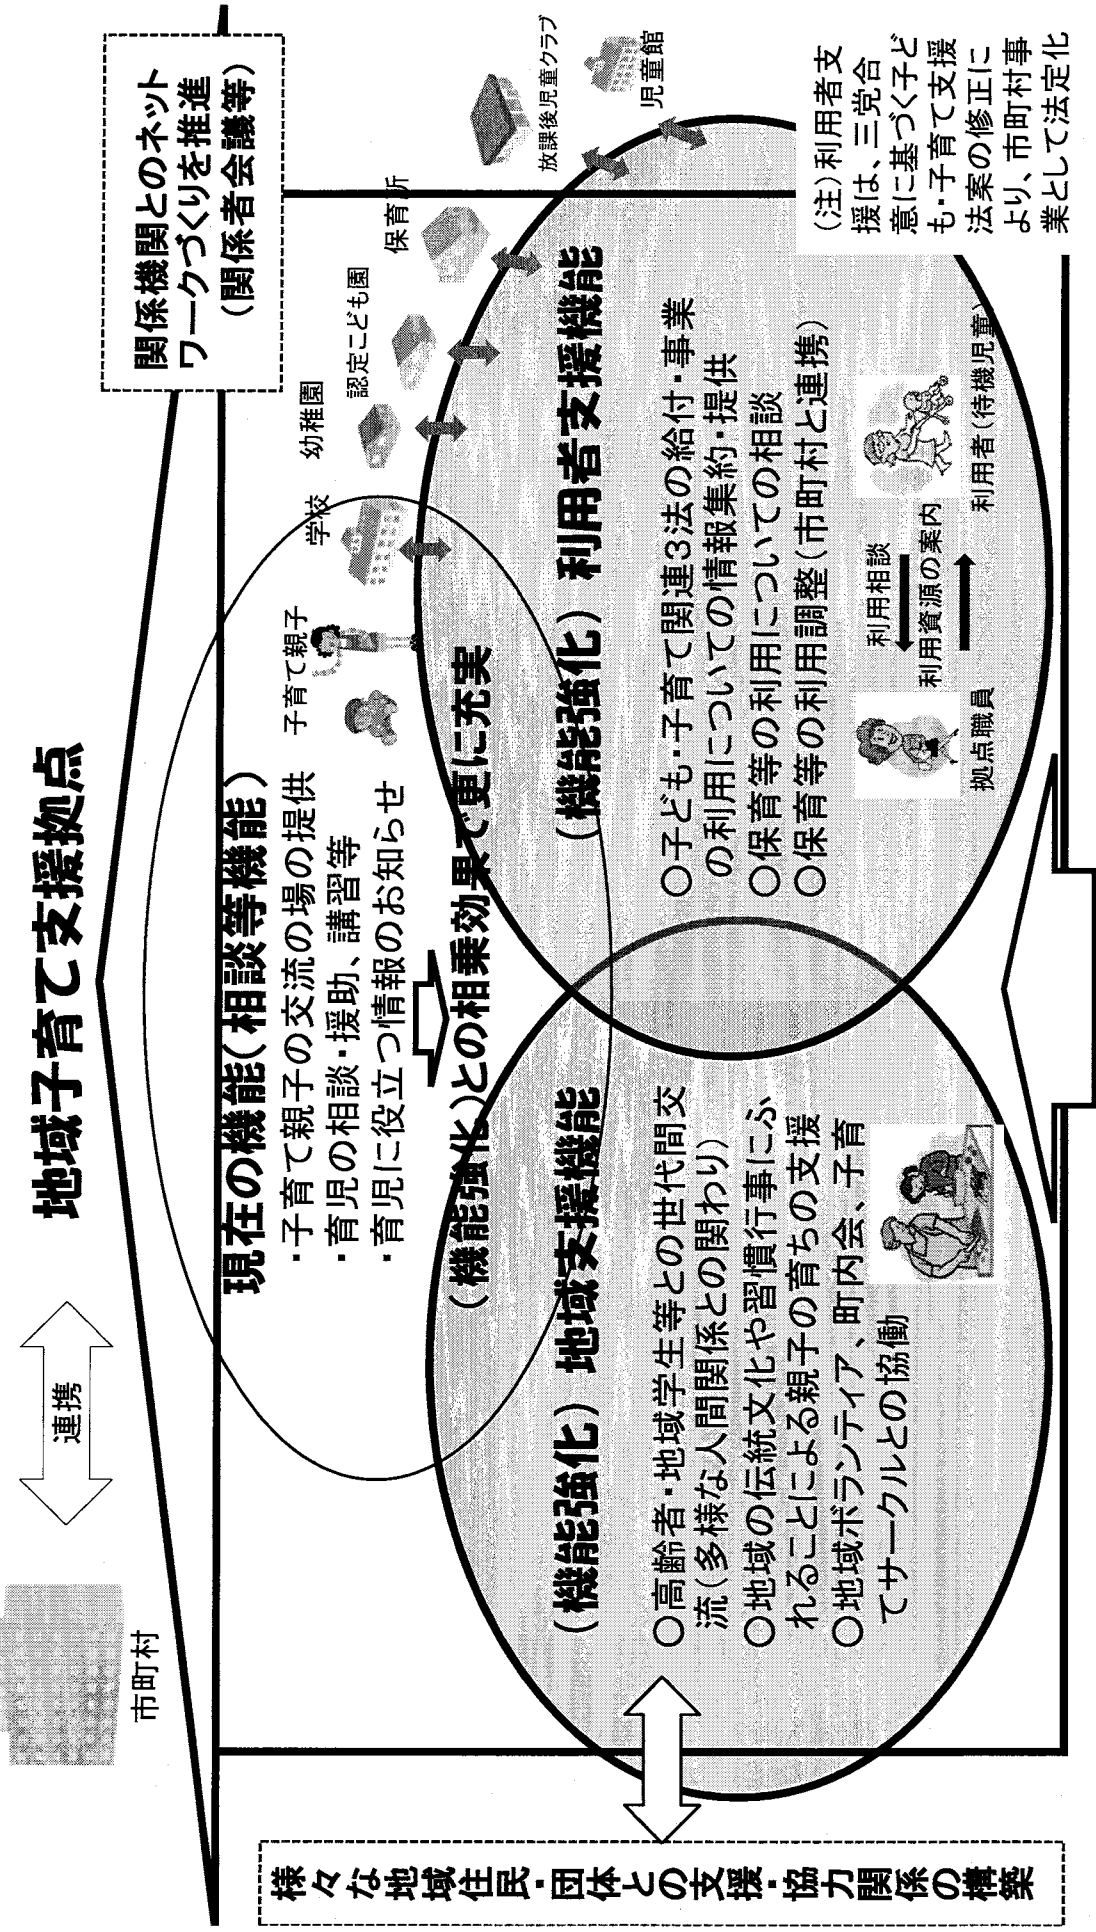 地域子育て支援拠点
市町村
連携
関係機関とのネット
ワークづくりを推進
(関係者会議等)
現在の機能(相談等機能)
・子育て親子の交流の場の提供
・育児の相談・援助、講習等
・育児に役立つ情報のお知らせ
(機能強化)との相乗効果で更に充実
子育て親子
学校
幼稚園
認定こども園
保育所
放課後児童クラブ
児童館
様々な地域住民・団体との支援・協力関係の構築
(機能強化) 地域支援機能
○高齢者・地域学生等との世代間交
流(多様な人間関係との関わり)
○地域の伝統文化や習慣行事にふ
れることによる親子の育ちの支援
○地域ボランティア、町内会、子育
てサークルとの協働
(機能強化) 利用者支援機能
○子ども・子育て関連3法の給付・事業
の利用についての情報集約・提供
○保育等の利用についての相談
○保育等の利用調整(市町村と連携)
利用相談
利用資源の案内
拠点職員
利用者(待機児童)
(注)利用者支
援は、三党合
意に基づく子ど
も・子育て支援
法案の修正に
より、市町村事
業として法定化